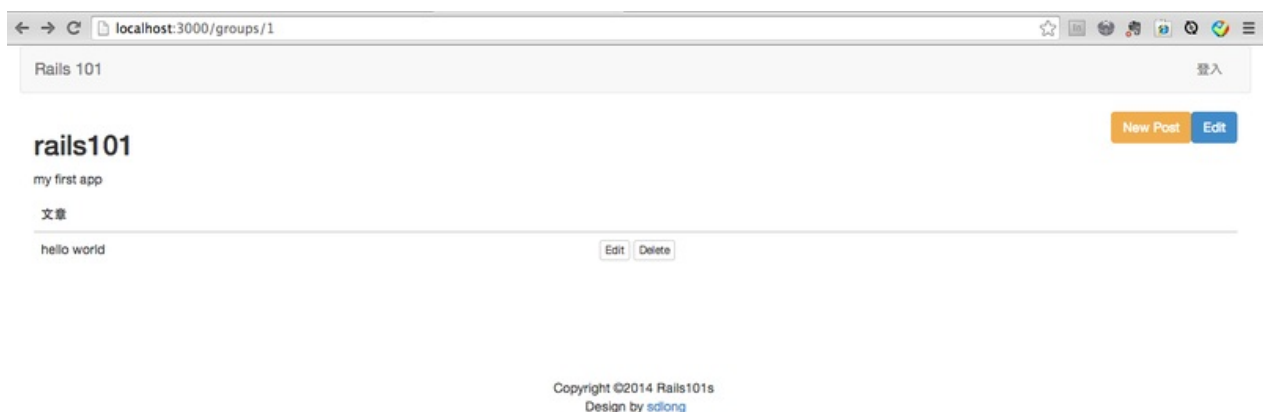 localhost:3000/groups/1
Rails 101
登入
New Post Edit
rails101
my first app
文章
hello world
Edit Delete
Copyright ©2014 Rails101s
Design by sdlong